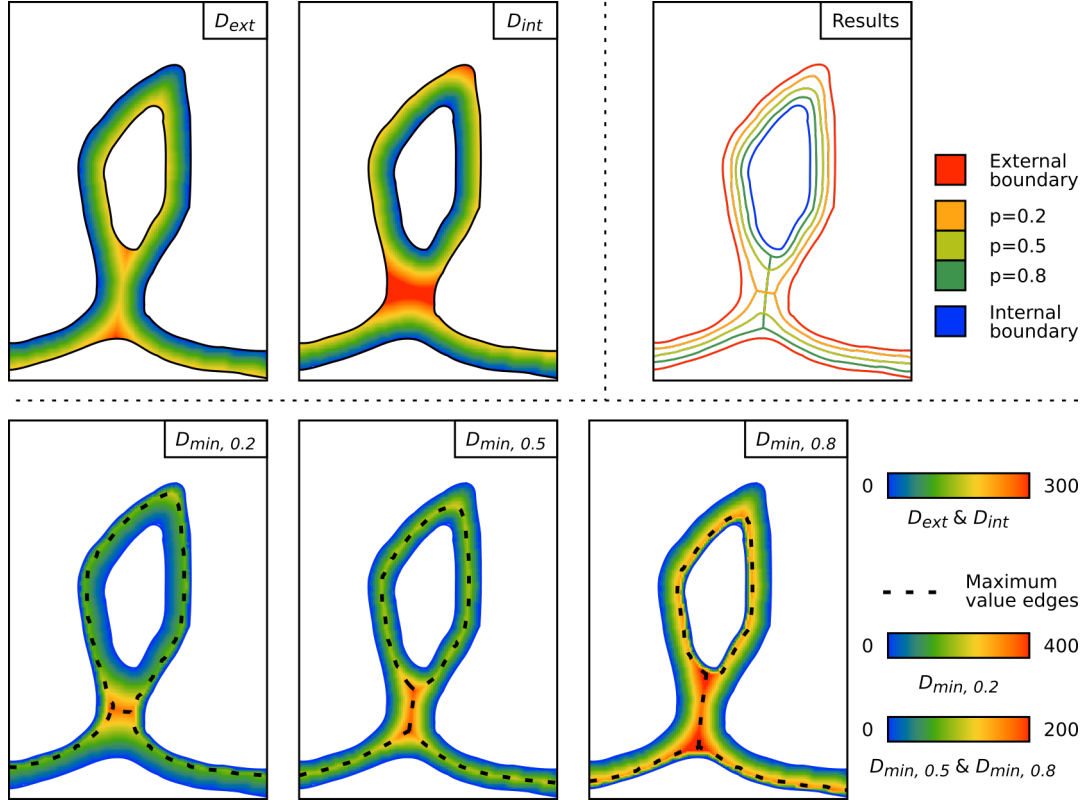 D_ext
D_int
Results
External
boundary
p=0.2
p=0.5
p=0.8
Internal
boundary
D_min, 0.2
D_min, 0.5
D_min, 0.8
0 300
D_ext & D_int
Maximum
value edges
0 400
D_min, 0.2
0 200
D_min, 0.5 & D_min, 0.8